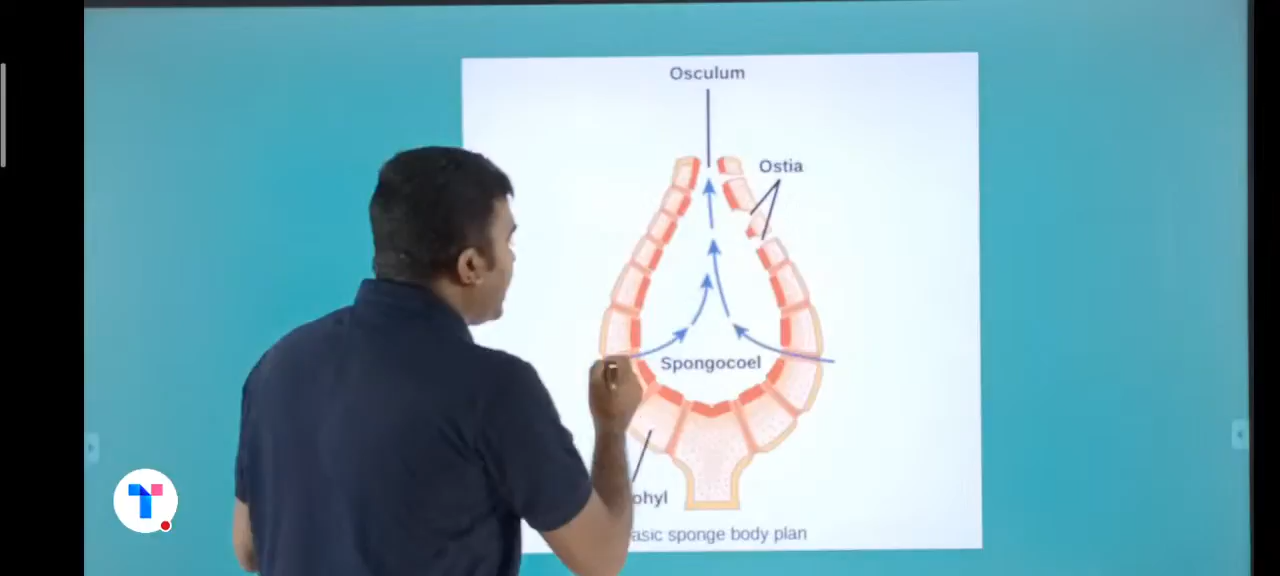 Osculum
Ostia
Spongocoel
ohyl
asic sponge body plan